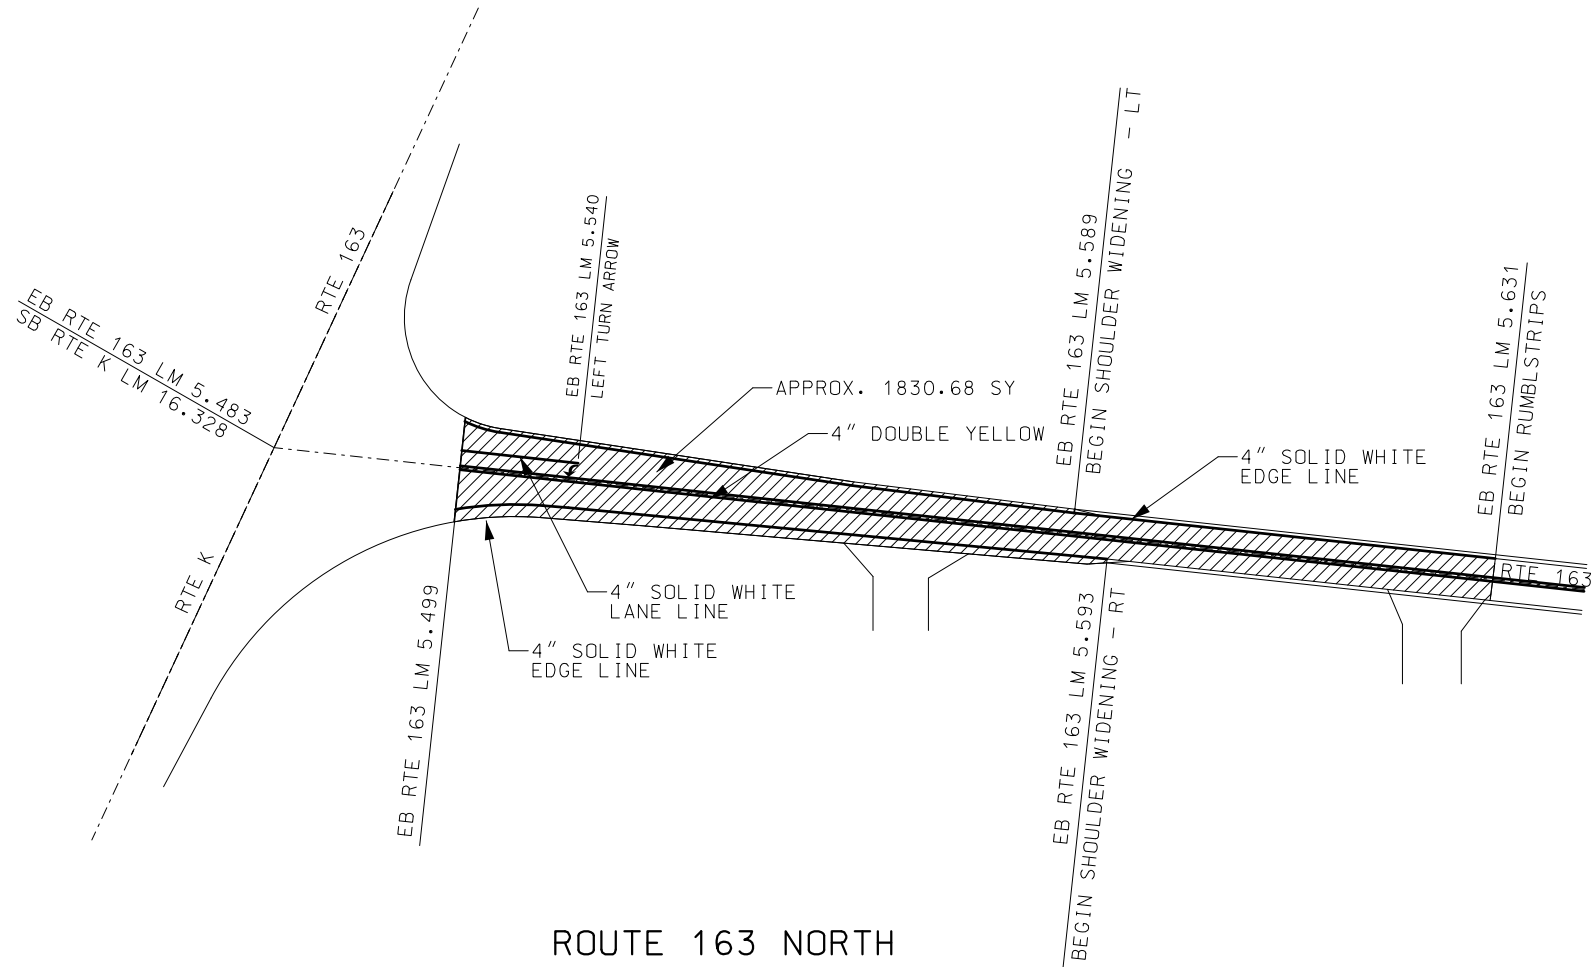 RTE 163
EB RTE 163 LM 5.483
SB RTE K LM 16.328
RTE K
EB RTE 163 LM 5.540
LEFT TURN ARROW
APPROX. 1830.68 SY
4" DOUBLE YELLOW
EB RTE 163 LM 5.589
BEGIN SHOULDER WIDENING - LT
4" SOLID WHITE
EDGE LINE
EB RTE 163 LM 5.631
BEGIN RUMBLSTRIPS
RTE 163
4" SOLID WHITE
LANE LINE
4" SOLID WHITE
EDGE LINE
EB RTE 163 LM 5.499
EB RTE 163 LM 5.593
BEGIN SHOULDER WIDENING - RT
ROUTE 163 NORTH